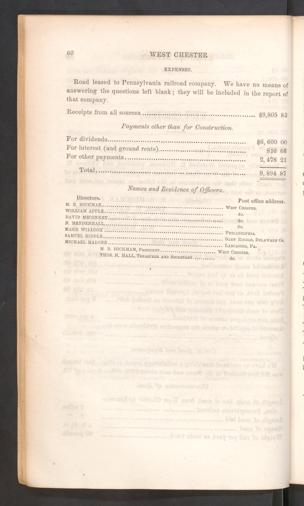 60 WEST CHESTER
EXPENSES.
Road leased to Pennsylvania railroad company. We have no means of
answering the questions left blank; they will be included in the report of
that company.
Receipts from all sources ........ $9,805 83
Payments other than for Construction.
For dividends........ $6,600 00
For interest (and ground rents)........ 816 66
For other payments........ 2,478 21
Total........ 9,894 87
Names and Residence of Officers.
Directors. Post office address.
H. R. HICKMAN........ WEST CHESTER.
WILLIAM APPLE........ do.
DAVID MECONKEY........ do.
N. MENDENHALL........ do.
MARK WILLCOX........ PHILADELPHIA.
SAMUEL RIDDLE........ GLEN RIDDLE, DELAWARE Co.
MICHAEL MALONE........ LANCASTER, PA.
H. R. HICKMAN, PRESIDENT........ WEST CHESTER.
THOS. H. HALL, TREASURER AND SECRETARY ........ do.